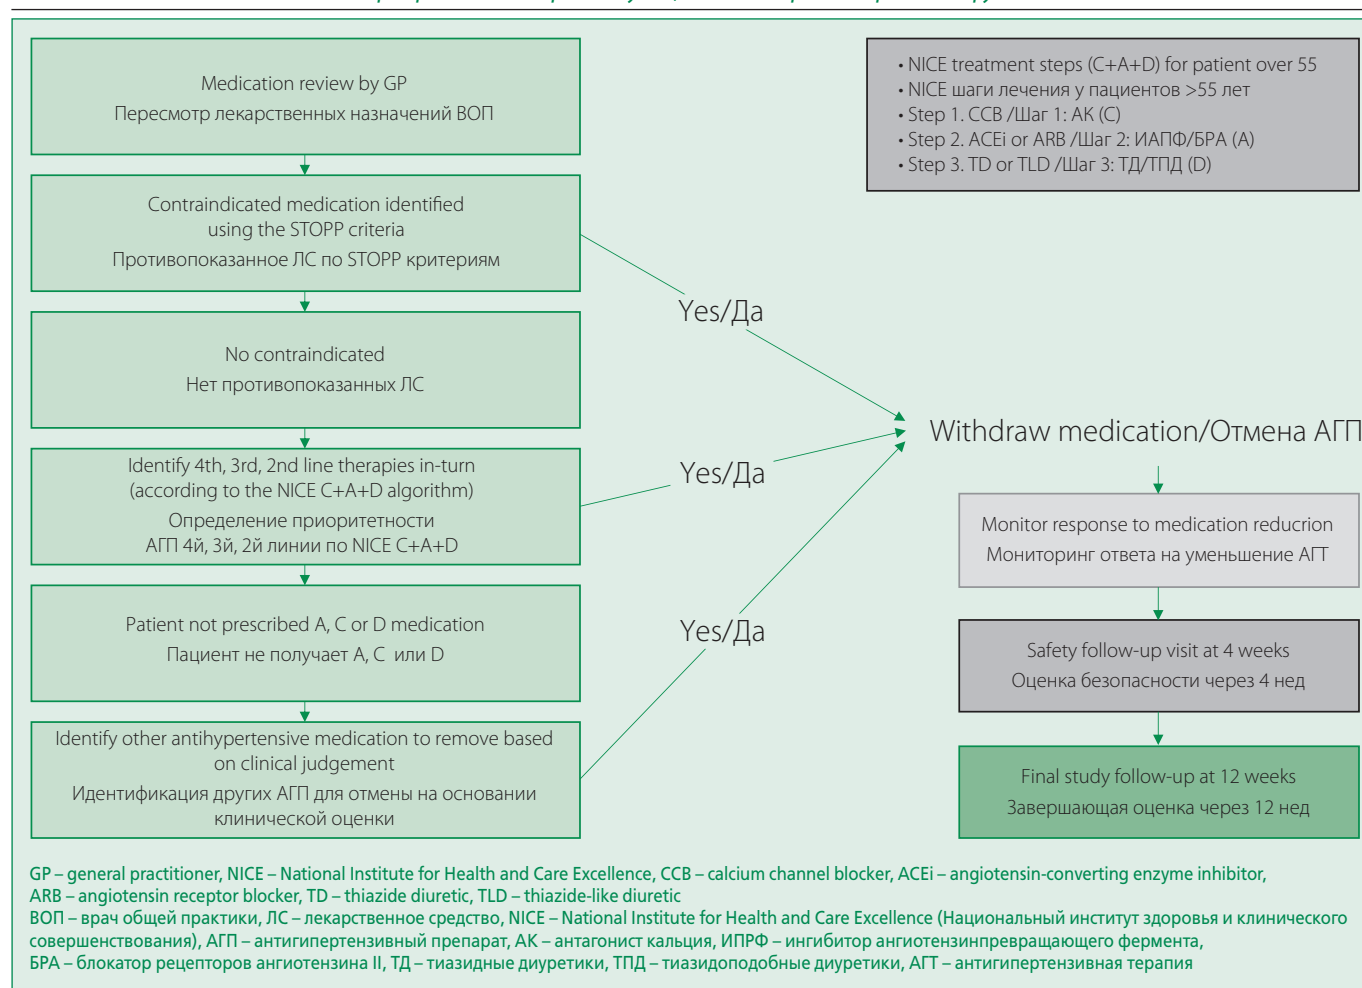 Medication review by GP
Пересмотр лекарственных назначений ВОП
• NICE treatment steps (C+A+D) for patient over 55
• NICE шаги лечения у пациентов >55 лет
• Step 1. CCB /Шаг 1: АК (C)
• Step 2. ACEi or ARB /Шаг 2: ИАПФ/БРА (A)
• Step 3. TD or TLD /Шаг 3: ТД/ТПД (D)
Contraindicated medication identified
using the STOPP criteria
Противопоказанное ЛС по STOPP критериям
Yes/Да
No contraindicated
Нет противопоказанных ЛС
Identify 4th, 3rd, 2nd line therapies in-turn
(according to the NICE C+A+D algorithm)
Определение приоритетности
АГП 4й, 3й, 2й линии по NICE C+A+D
Yes/Да
Patient not prescribed A, C or D medication
Пациент не получает A, C или D
Yes/Да
Identify other antihypertensive medication to remove based
on clinical judgement
Идентификация других АГП для отмены на основании
клинической оценки
Withdraw medication/Отмена АГП
Monitor response to medication reducrion
Мониторинг ответа на уменьшение АГТ
Safety follow-up visit at 4 weeks
Оценка безопасности через 4 нед
Final study follow-up at 12 weeks
Завершающая оценка через 12 нед
GP – general practitioner, NICE – National Institute for Health and Care Excellence, CCB – calcium channel blocker, ACEi – angiotensin-converting enzyme inhibitor,
ARB – angiotensin receptor blocker, TD – thiazide diuretic, TLD – thiazide-like diuretic
ВОП – врач общей практики, ЛС – лекарственное средство, NICE – National Institute for Health and Care Excellence (Национальный институт здоровья и клинического
совершенствования), АГП – антигипертензивный препарат, АК – антагонист кальция, ИПРФ – ингибитор ангиотензинпревращающего фермента,
БРА – блокатор рецепторов ангиотензина II, ТД – тиазидные диуретики, ТПД – тиазидоподобные диуретики, АГТ – антигипертензивная терапия